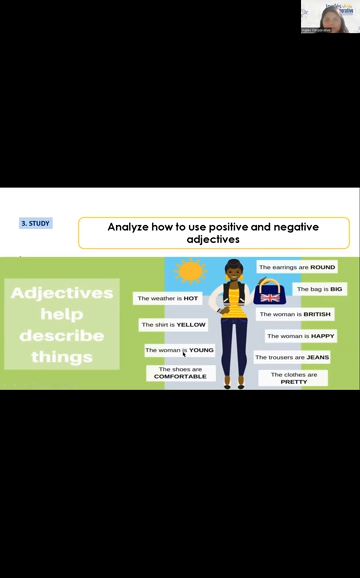 Inglés
3. STUDY
Analyze how to use positive and negative
adjectives
Adjectives
help
describe
things
The weather is HOT
The shirt is YELLOW
The woman is YOUNG
The shoes are
COMFORTABLE
The earrings are ROUND
The bag is BIG
The woman is BRITISH
The woman is HAPPY
The trousers are JEANS
The clothes are
PRETTY